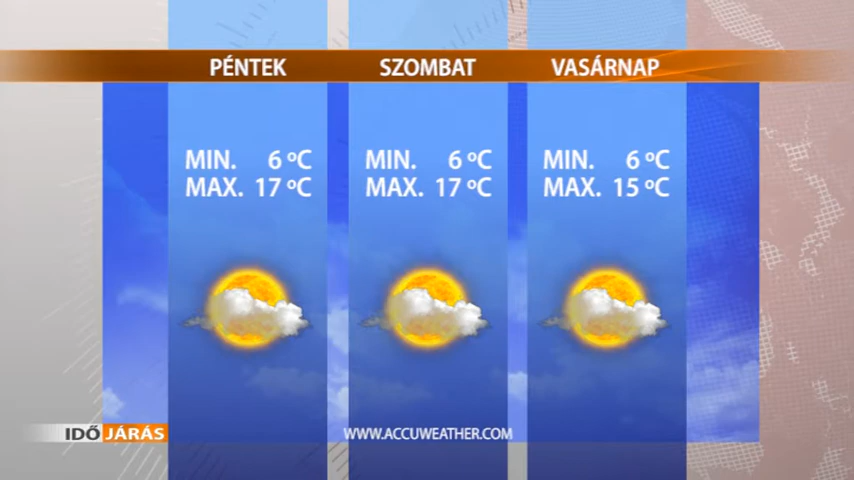 PÉNTEK SZOMBAT VASÁRNAP
MIN. 6 ºC MIN. 6 ºC MIN. 6 ºC
MAX. 17 ºC MAX. 17 ºC MAX. 15 ºC
IDŐJÁRÁS WWW.ACCUWEATHER.COM